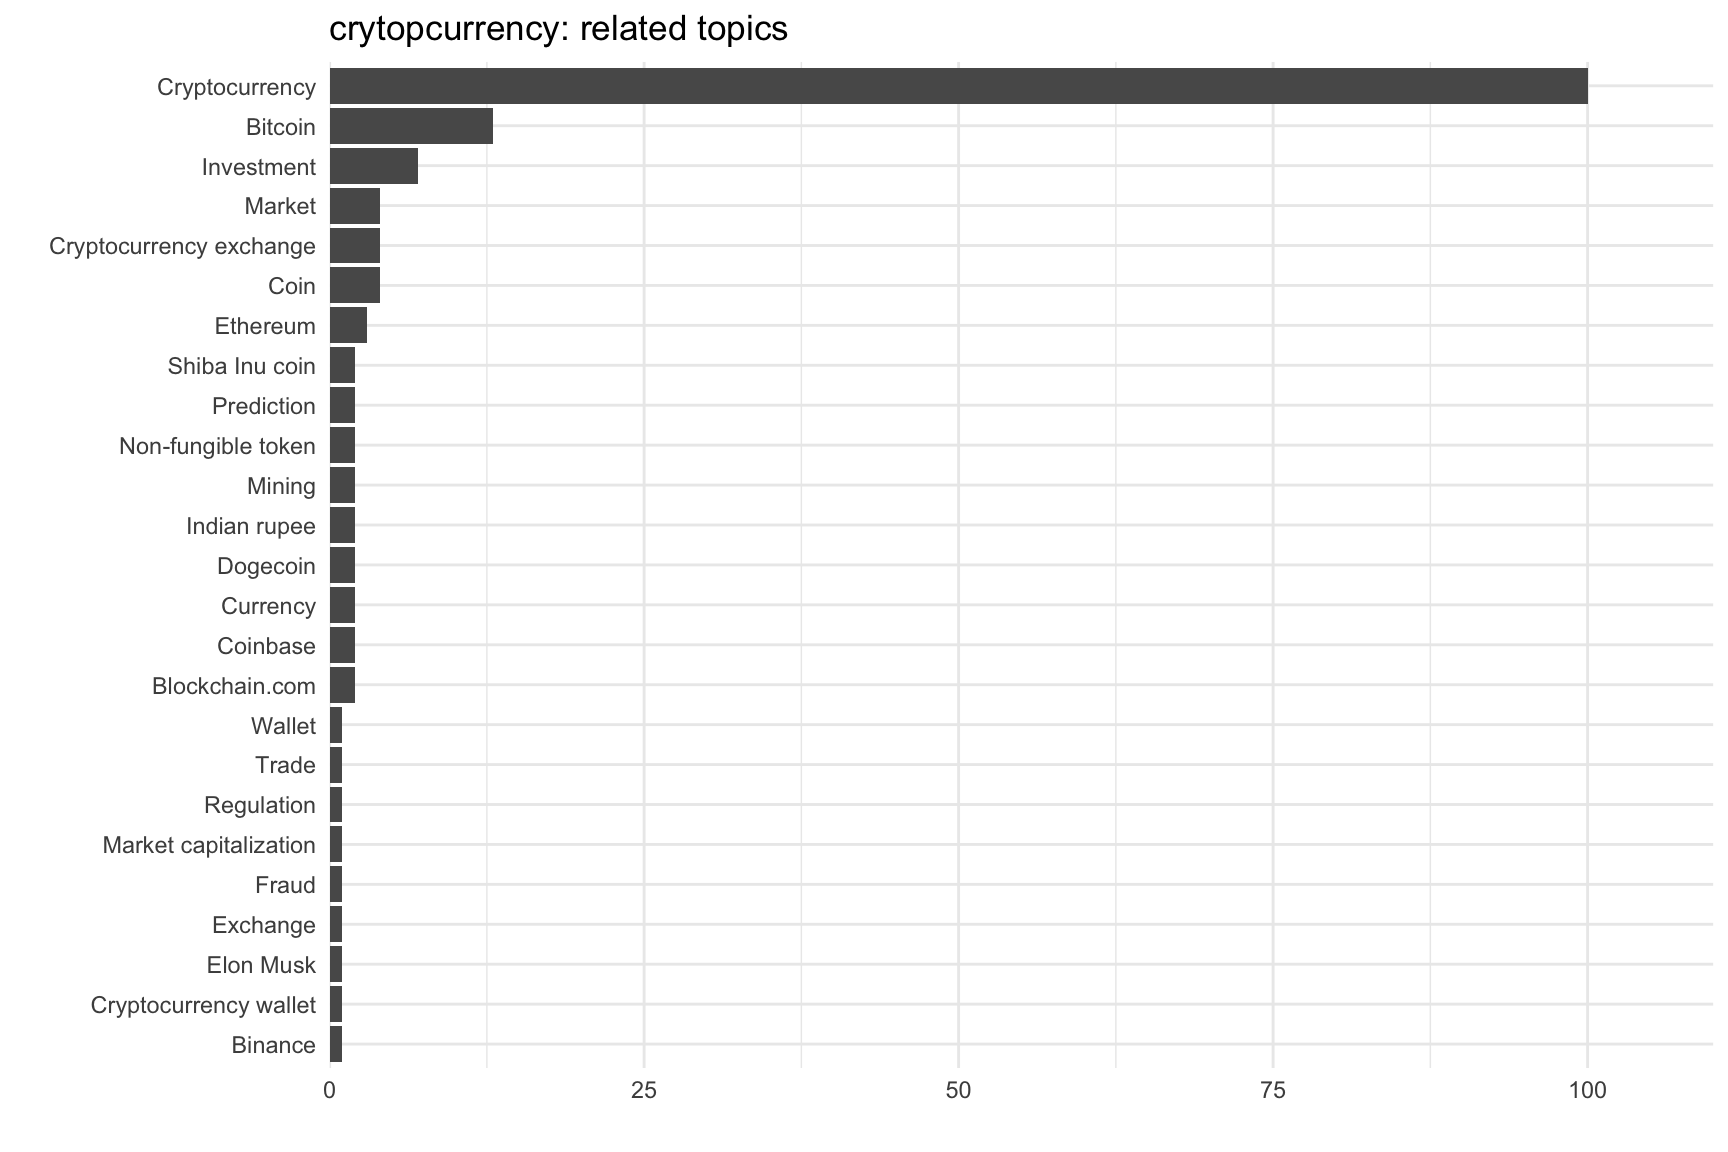 crytopcurrency: related topics
Cryptocurrency
Bitcoin
Investment
Market
Cryptocurrency exchange
Coin
Ethereum
Shiba Inu coin
Prediction
Non-fungible token
Mining
Indian rupee
Dogecoin
Currency
Coinbase
Blockchain.com
Wallet
Trade
Regulation
Market capitalization
Fraud
Exchange
Elon Musk
Cryptocurrency wallet
Binance
0 25 50 75 100